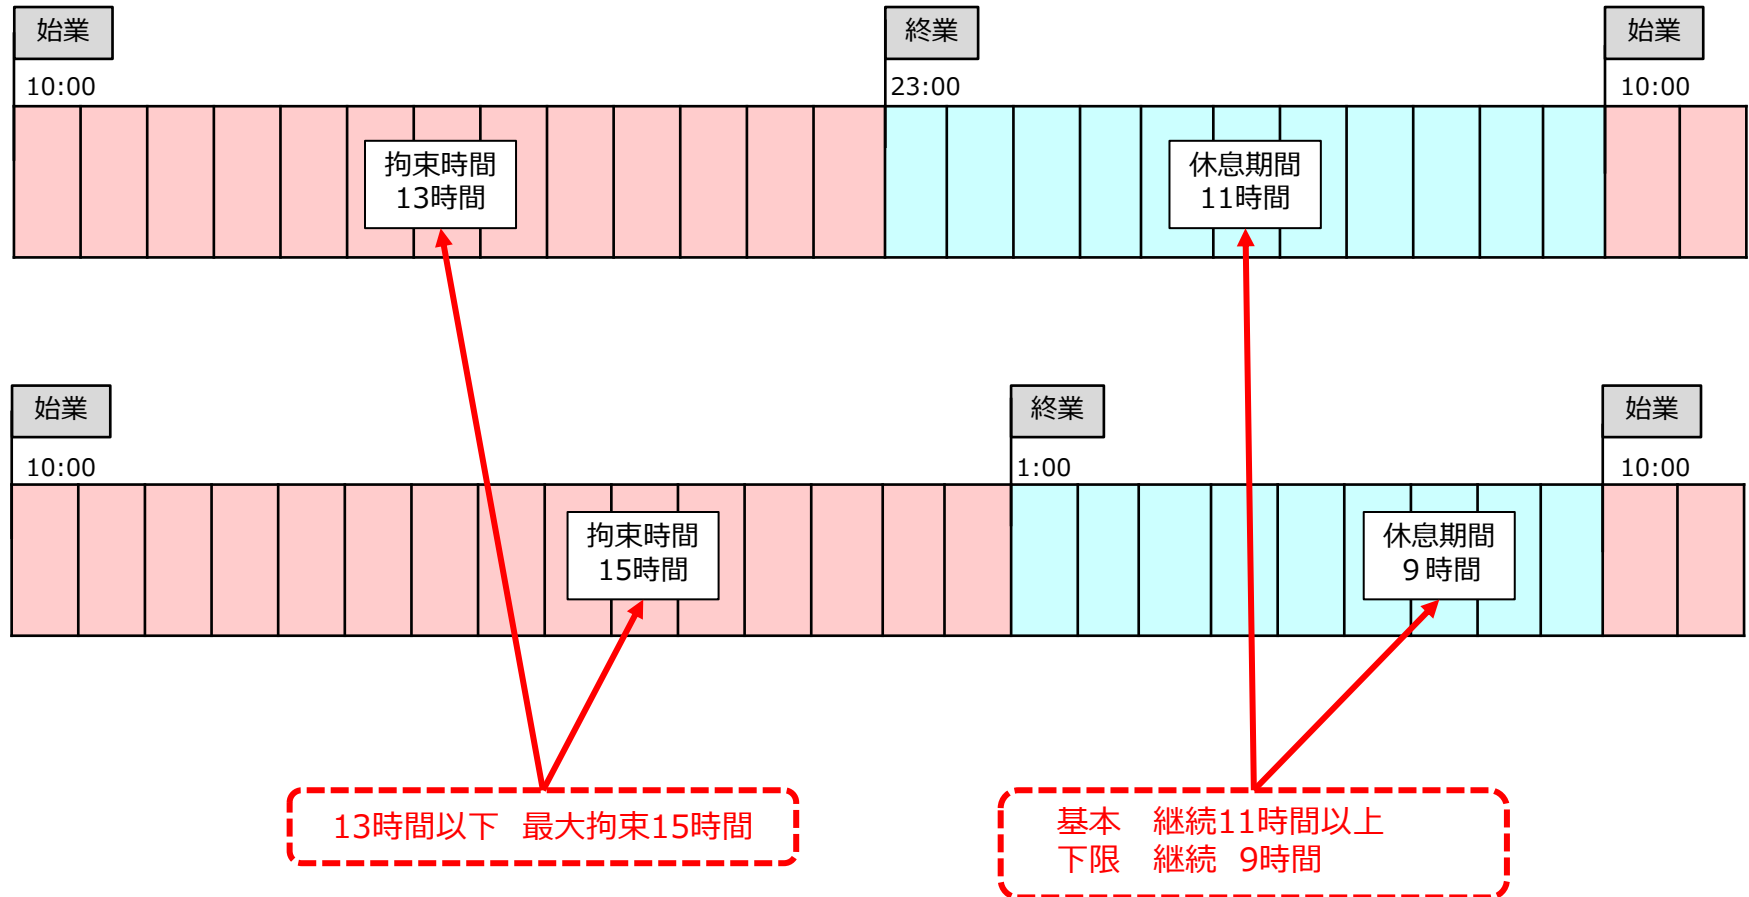 始業
終業
始業
10:00
23:00
10:00
拘束時間
13時間
休息期間
11時間
始業
終業
始業
10:00
1:00
10:00
拘束時間
15時間
休息期間
９時間
13時間以下 最大拘束15時間
基本　継続11時間以上
下限　継続 9時間